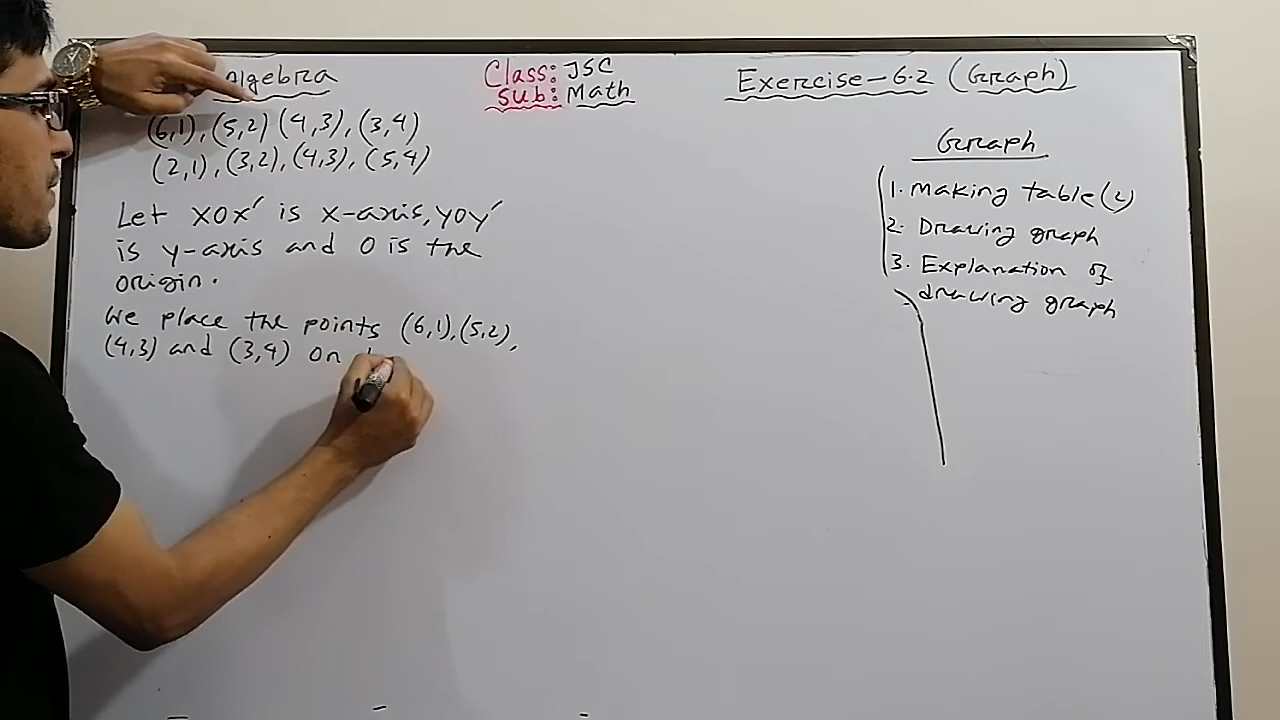 Algebra
Class: JSC
Sub: Math
Exercise-6.2 (Graph)
(6,1), (5,2) (4,3), (3,4)
(2,1), (3,2), (4,3), (5,4)
Let XOX' is x-axis, YOY'
is y-axis and O is the
origin.
We place the points (6,1), (5,2),
(4,3) and (3,4) on
Graph
1. Making table(2)
2. Drawing graph
3. Explanation of
drawing graph